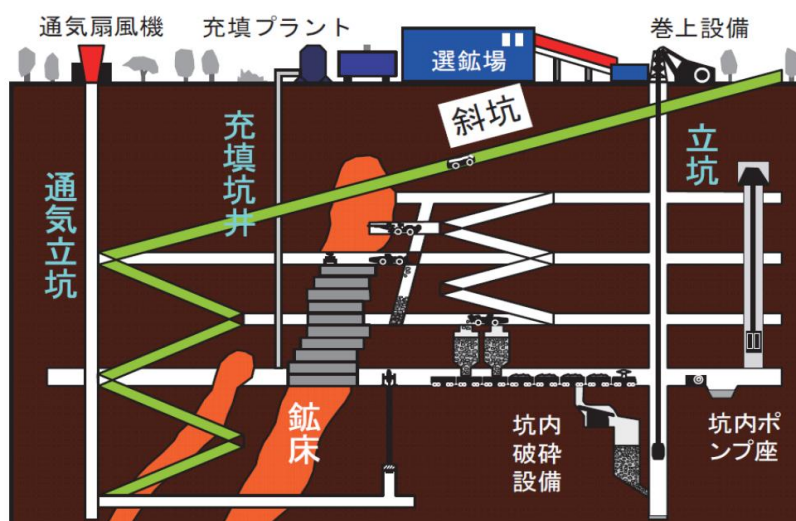 通気扇風機
充填プラント
選鉱場
巻上設備
斜坑
充填坑井
立坑
通気立坑
鉱床
坑内
破砕
設備
坑内ポ
ンプ座